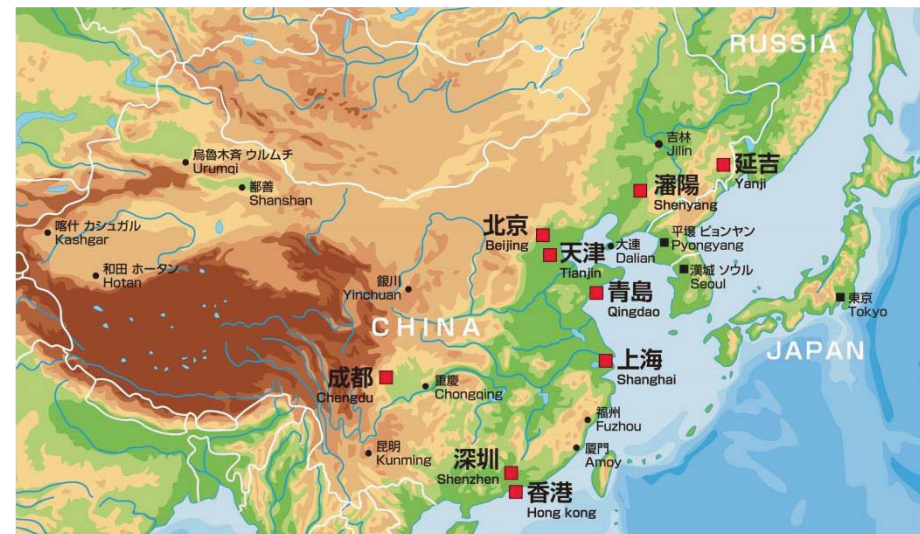 RUSSIA
吉林
Jilin
延吉
Yanji
烏魯木斉 ウルムチ
Urumqi
鄯善
Shanshan
瀋陽
Shenyang
喀什 カシュガル
Kashgar
北京
Beijing
平壌 ピョンヤン
Pyongyang
大連
Dalian
天津
Tianjin
和田 ホータン
Hotan
漢城 ソウル
Seoul
銀川
Yinchuan
青島
Qingdao
東京
Tokyo
CHINA
JAPAN
上海
Shanghai
成都
Chengdu
重慶
Chongqing
福州
Fuzhou
昆明
Kunming
厦門
Amoy
深圳
Shenzhen
香港
Hong kong